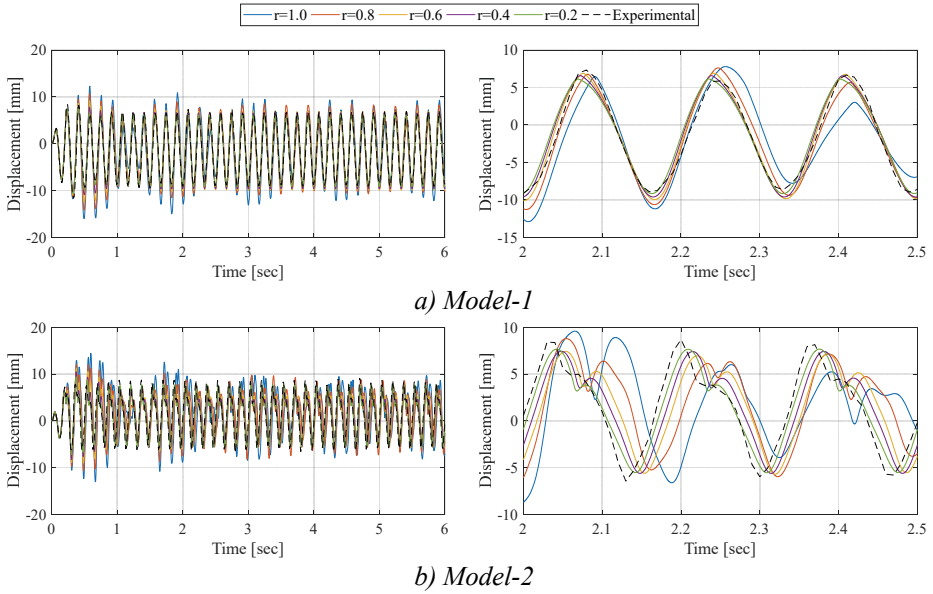 r=1.0 r=0.8 r=0.6 r=0.4 r=0.2 Experimental
20
10
0
-10
-20
Displacement [mm]
0 1 2 3 4 5 6
Time [sec]
10
5
0
-5
-10
-15
Displacement [mm]
2 2.1 2.2 2.3 2.4 2.5
Time [sec]
a) Model-1
20
10
0
-10
-20
Displacement [mm]
0 1 2 3 4 5 6
Time [sec]
10
5
0
-5
-10
Displacement [mm]
2 2.1 2.2 2.3 2.4 2.5
Time [sec]
b) Model-2